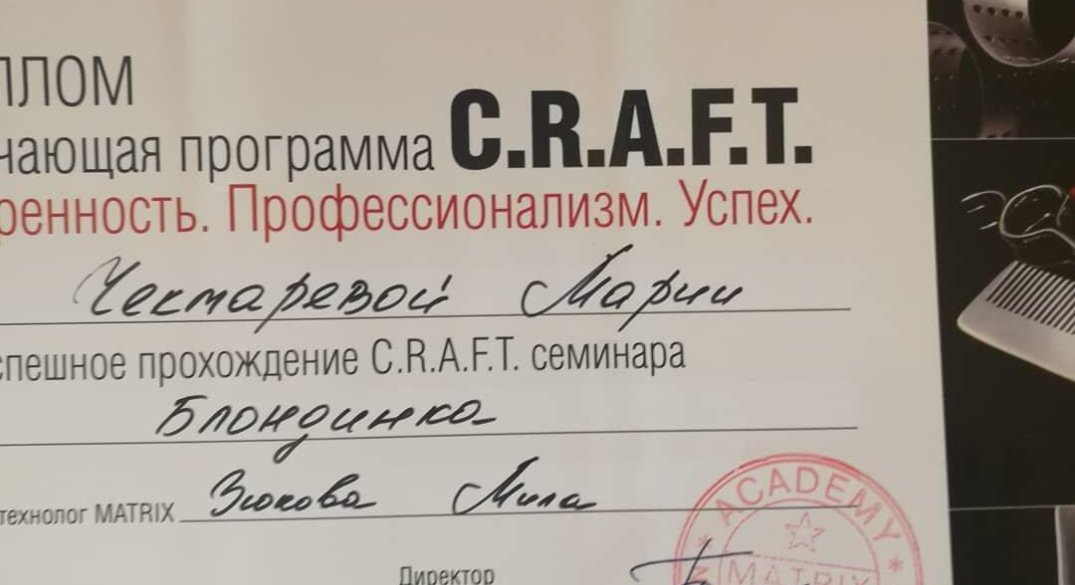 ПЛОМ
чающая программа C.R.A.F.T.
ренность. Профессионализм. Успех.
Чекмаревой Марии
спешное прохождение C.R.A.F.T. семинара
Блондинка
технолог MATRIX Зюкова Мила
ACADEMY
Директор
MATRIX